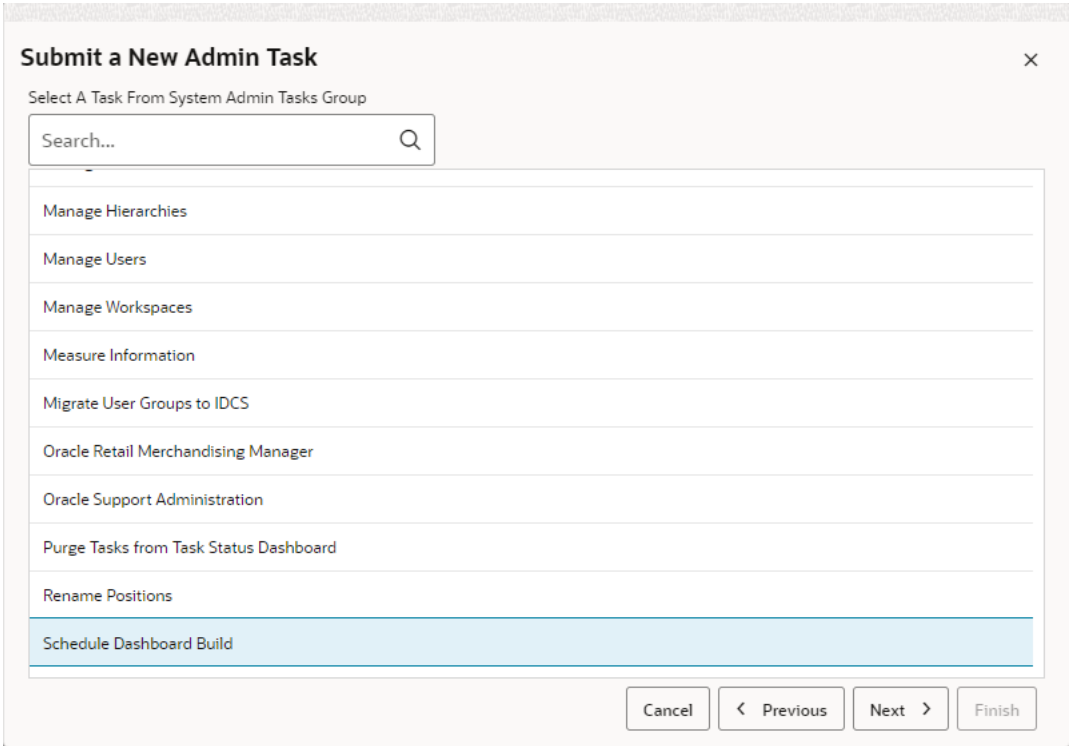 Submit a New Admin Task
Select A Task From System Admin Tasks Group
Search...
Manage Hierarchies
Manage Users
Manage Workspaces
Measure Information
Migrate User Groups to IDCS
Oracle Retail Merchandising Manager
Oracle Support Administration
Purge Tasks from Task Status Dashboard
Rename Positions
Schedule Dashboard Build
Cancel Previous Next Finish